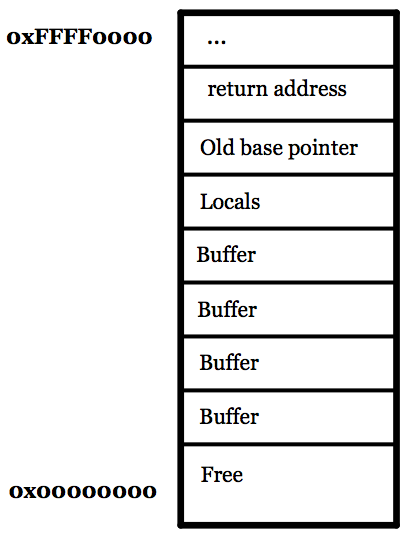 0xFFFF0000
...
return address
Old base pointer
Locals
Buffer
Buffer
Buffer
Buffer
Free
0x00000000